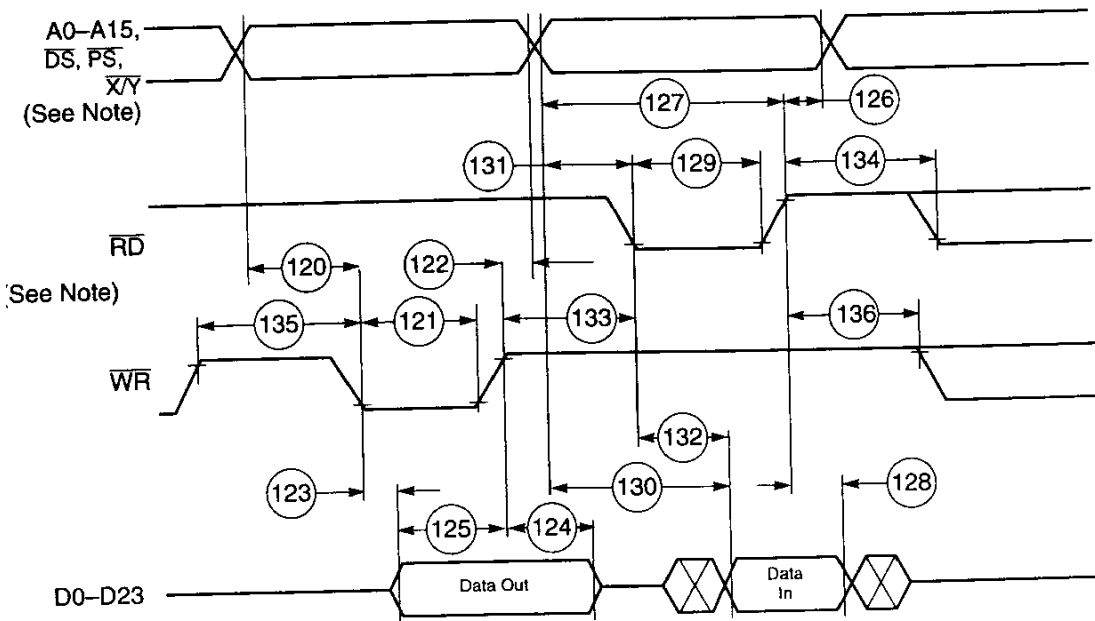 A0–A15,
DS, PS,
X/Y
(See Note)
127
126
131
129
134
RD
120
122
(See Note)
135
121
133
136
WR
132
123
130
128
125
124
D0–D23
Data Out
Data
In